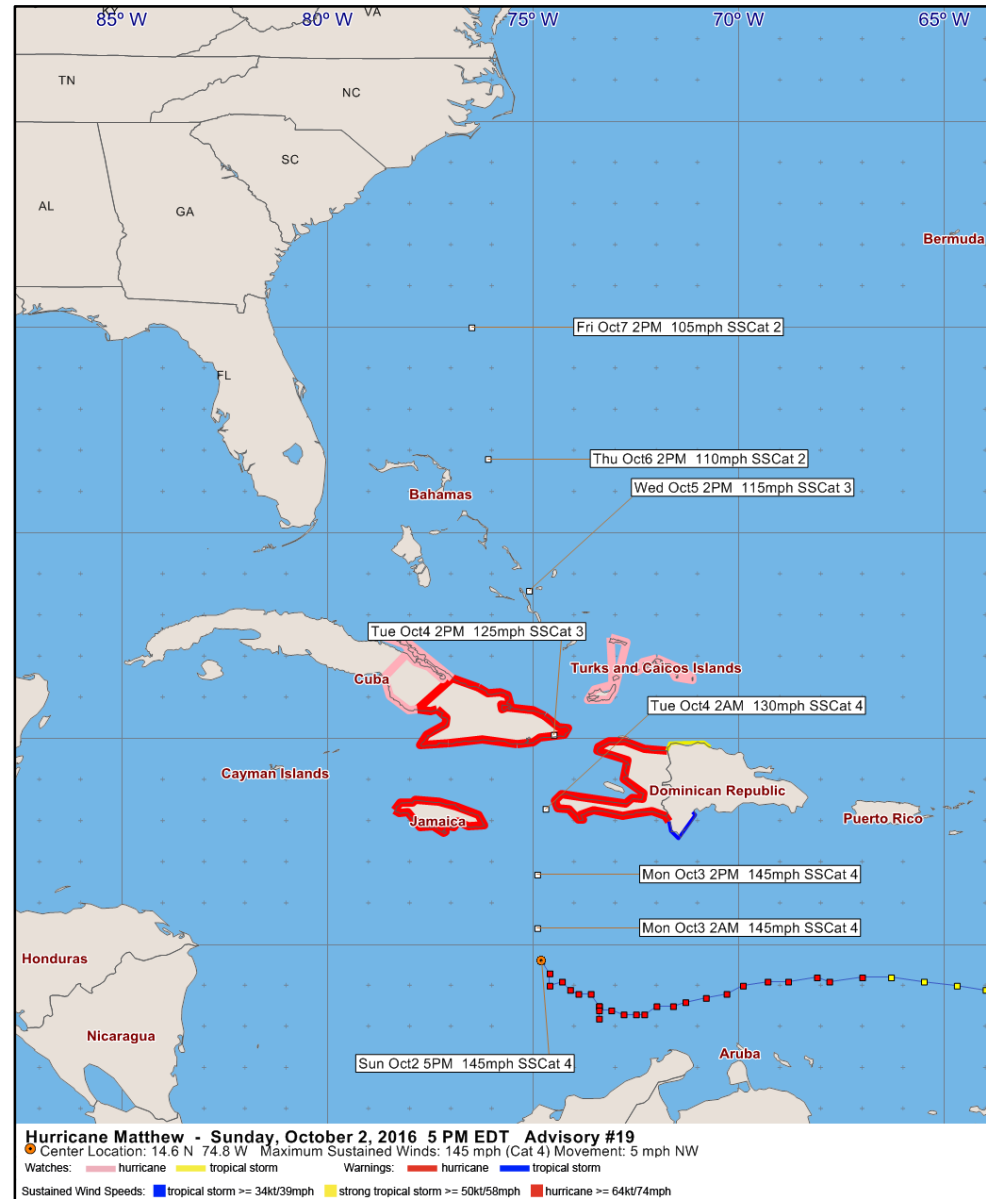 85° W
80° W
75° W
70° W
65° W
KY
VA
TN
NC
SC
AL
GA
Bermuda
Fri Oct7 2PM 105mph SSCat 2
FL
Thu Oct6 2PM 110mph SSCat 2
Bahamas
Wed Oct5 2PM 115mph SSCat 3
Tue Oct4 2PM 125mph SSCat 3
Turks and Caicos Islands
Cuba
Tue Oct4 2AM 130mph SSCat 4
Cayman Islands
Dominican Republic
Jamaica
Puerto Rico
Mon Oct3 2PM 145mph SSCat 4
Mon Oct3 2AM 145mph SSCat 4
Honduras
Nicaragua
Aruba
Sun Oct2 5PM 145mph SSCat 4
Hurricane Matthew - Sunday, October 2, 2016 5 PM EDT Advisory #19
Center Location: 14.6 N 74.8 W Maximum Sustained Winds: 145 mph (Cat 4) Movement: 5 mph NW
Watches: hurricane tropical storm Warnings: hurricane tropical storm
Sustained Wind Speeds: tropical storm >= 34kt/39mph strong tropical storm >= 50kt/58mph hurricane >= 64kt/74mph